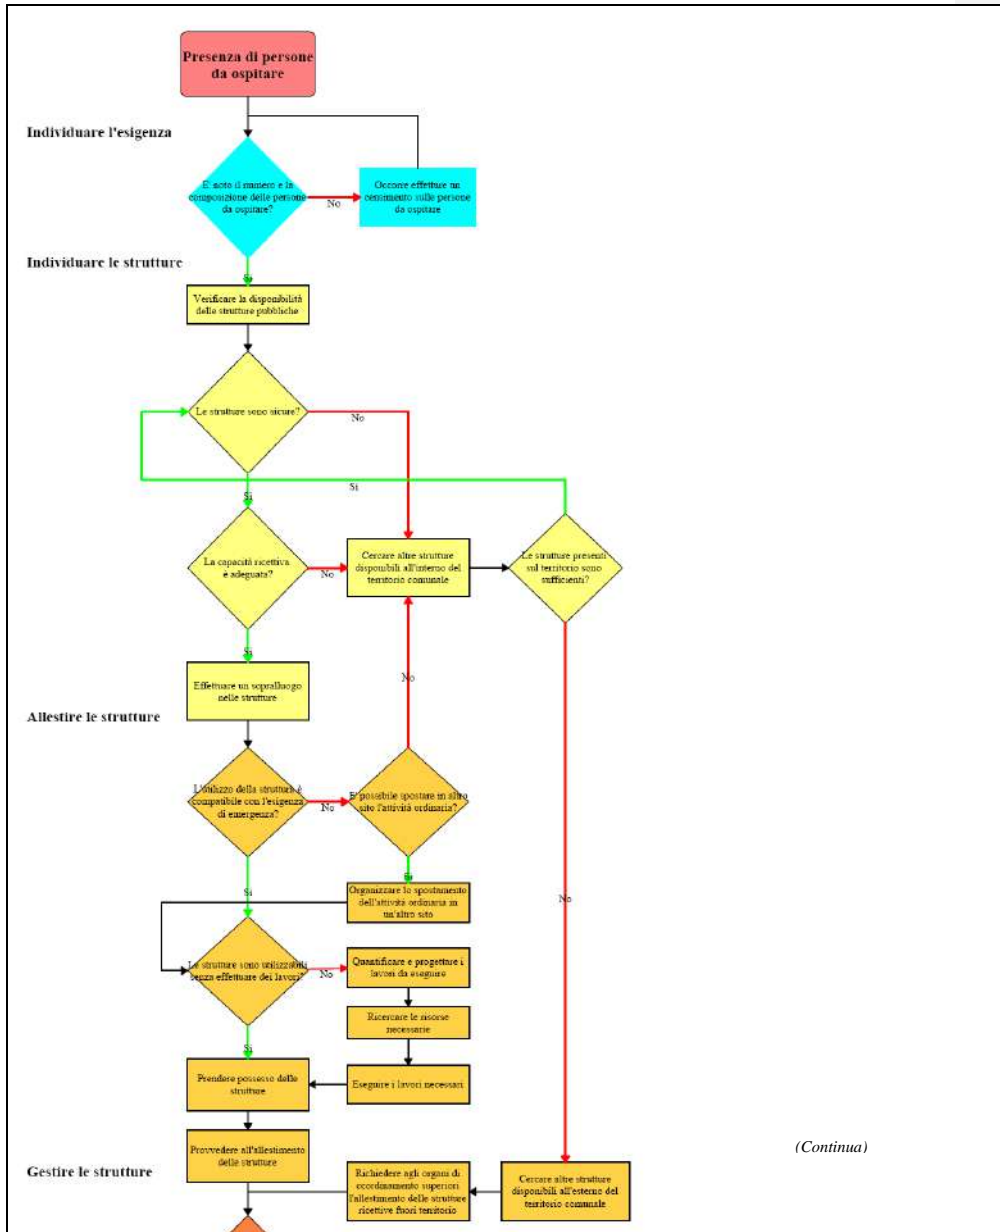 Presenza di persone
da ospitare
Individuare l'esigenza
E' noto il numero e la
composizione delle persone
da ospitare?
No
Occorre effetture un
censimento sulle persone
da ospitare
Individuare le strutture
Si
Verificare la disponibilità
delle strutture pubbliche
Le strutture sono sicure?
No
Si
Si
La capacità ricettiva
è adeguata?
No
Cercare altre strutture
disponibili all'interno del
territorio comunale
Le strutture presenti
sul territorio sono
sufficienti?
Si
Effettuare un sopralluogo
nelle strutture
No
Allestire le strutture
L'utilizzo della struttura è
compatibile con l'esigenza
di emergenza?
No
E' possibile spostare in altro
sito l'attività ordinaria?
Si
Si
Organizzare lo spostamento
dell'attività ordinaria in
un'altro sito
No
Le strutture sono utilizzabili
senza effettuare dei lavori?
No
Quantificare e progettare i
lavori da eseguire
Ricercare le risorse
necessarie
Si
Prendere possesso delle
strutture
Eseguire i lavori necessari
Provvedere all'allestimento
delle strutture
(Continua)
Gestire le strutture
Richiedere agli organi di
coordinamento superiori
l'allestimento delle strutture
ricettive fuori territorio
Cercare altre strutture
disponibili all'esterno del
territorio comunale